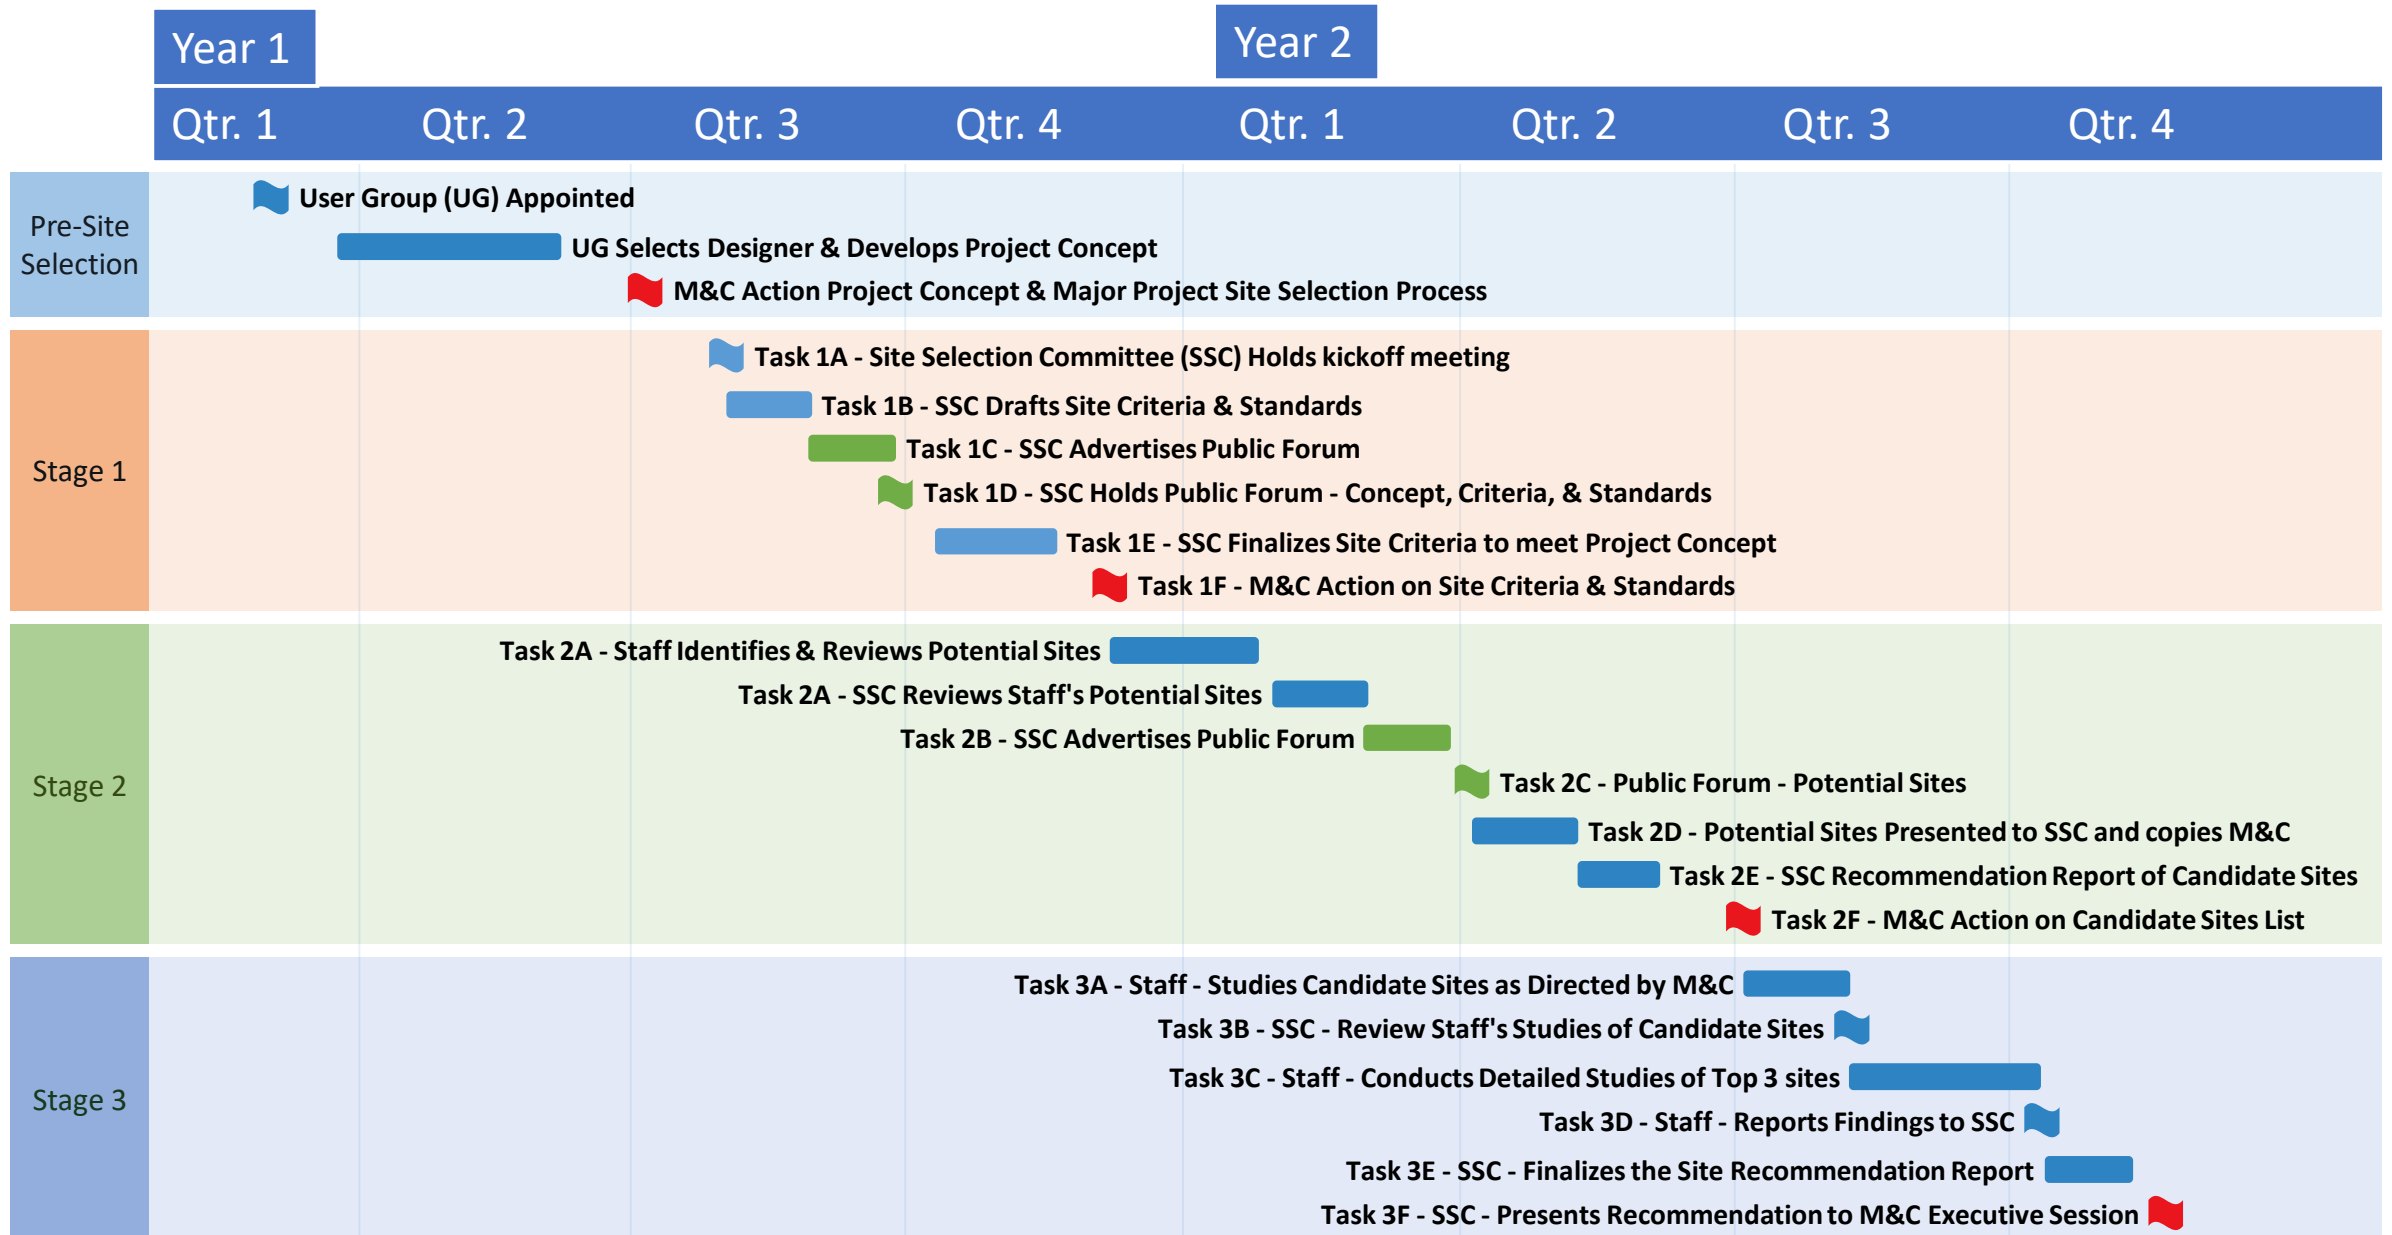 Year 1
Year 2
Qtr. 1
Qtr. 2
Qtr. 3
Qtr. 4
Qtr. 1
Qtr. 2
Qtr. 3
Qtr. 4
Pre-Site
Selection
User Group (UG) Appointed
UG Selects Designer & Develops Project Concept
M&C Action Project Concept & Major Project Site Selection Process
Stage 1
Task 1A - Site Selection Committee (SSC) Holds kickoff meeting
Task 1B - SSC Drafts Site Criteria & Standards
Task 1C - SSC Advertises Public Forum
Task 1D - SSC Holds Public Forum - Concept, Criteria, & Standards
Task 1E - SSC Finalizes Site Criteria to meet Project Concept
Task 1F - M&C Action on Site Criteria & Standards
Stage 2
Task 2A - Staff Identifies & Reviews Potential Sites
Task 2A - SSC Reviews Staff's Potential Sites
Task 2B - SSC Advertises Public Forum
Task 2C - Public Forum - Potential Sites
Task 2D - Potential Sites Presented to SSC and copies M&C
Task 2E - SSC Recommendation Report of Candidate Sites
Task 2F - M&C Action on Candidate Sites List
Stage 3
Task 3A - Staff - Studies Candidate Sites as Directed by M&C
Task 3B - SSC - Review Staff's Studies of Candidate Sites
Task 3C - Staff - Conducts Detailed Studies of Top 3 sites
Task 3D - Staff - Reports Findings to SSC
Task 3E - SSC - Finalizes the Site Recommendation Report
Task 3F - SSC - Presents Recommendation to M&C Executive Session